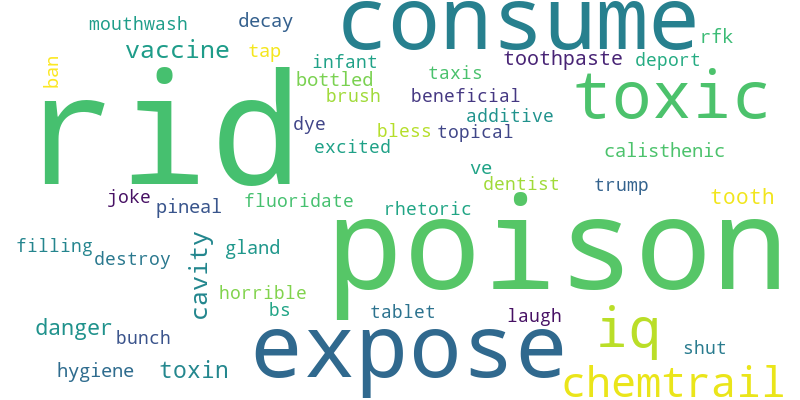 consume
mouthwash
decay
rfk
vaccine
tap
toothpaste
ban
infant
deport
bottled
taxis
rid
toxic
brush
beneficial
additive
dye
bless
topical
excited
calisthenic
ve
dentist
trump
joke
fluoridate
tooth
pineal
rhetoric
poison
filling
gland
destroy
cavity
horrible
bs
tablet
laugh
iq
danger
expose
bunch
shut
hygiene
toxin
chemtrail